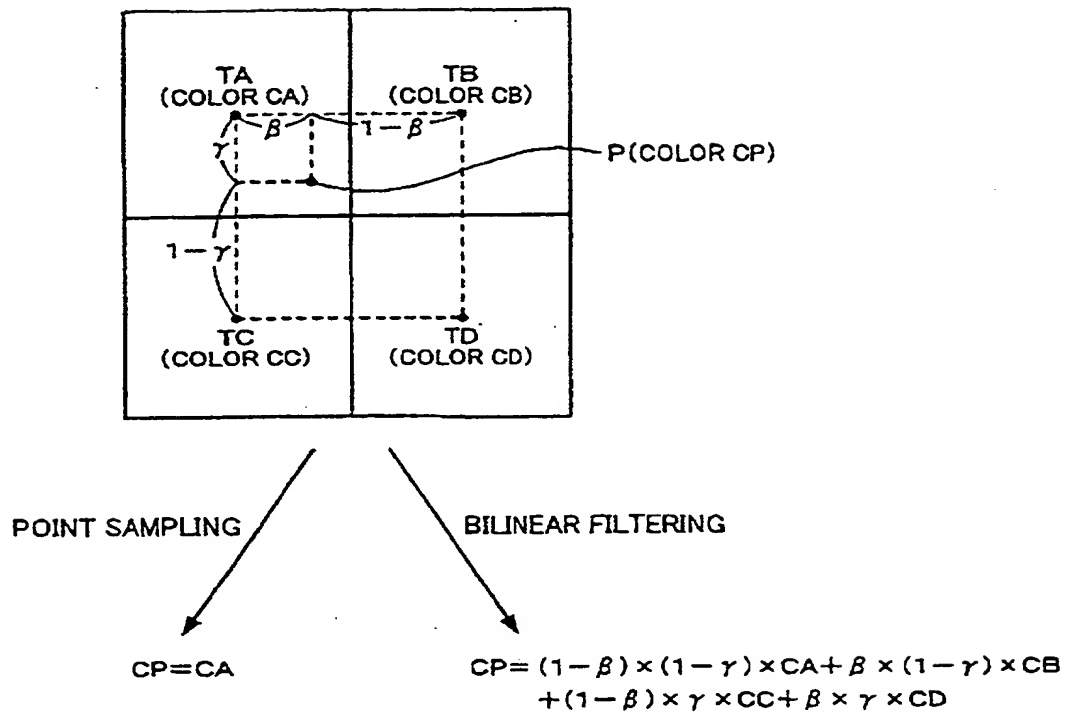 TA
(COLOR CA)
TB
(COLOR CB)
β
1−β
γ
P(COLOR CP)
1−γ
TC
(COLOR CC)
TD
(COLOR CD)
POINT SAMPLING
BILINEAR FILTERING
CP=CA
CP=(1−β)×(1−γ)×CA+β×(1−γ)×CB
+(1−β)×γ×CC+β×γ×CD